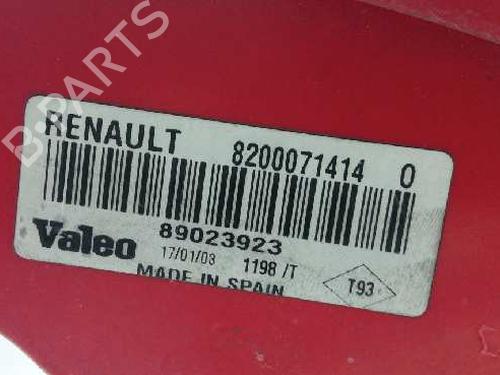 B-PARTS
RENAULT
8200071414 0
89023923
Valeo
17/01/03 1198 /T
T93
MADE IN SPAIN